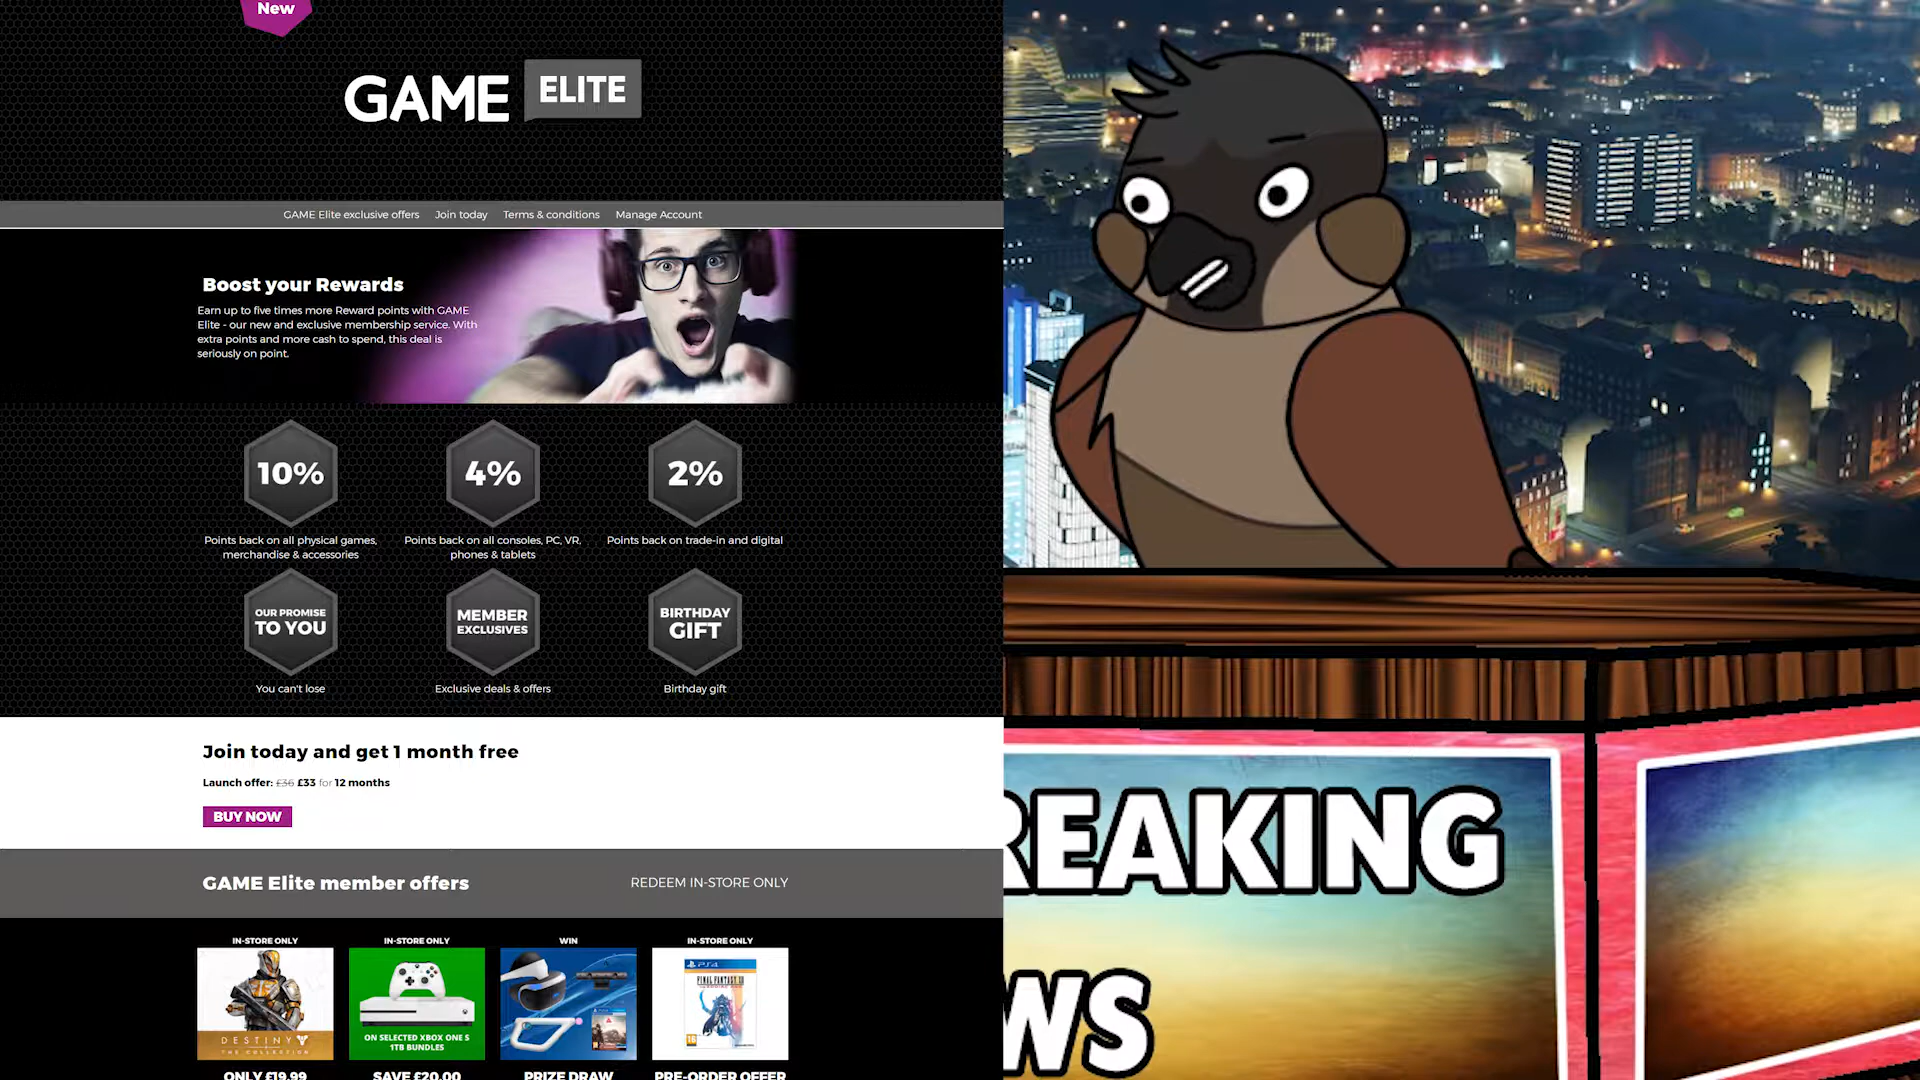 New
GAME ELITE
GAME Elite exclusive offers Join today Terms & conditions Manage Account
Boost your Rewards
Earn up to five times more Reward points with GAME
Elite - our new and exclusive membership service. With
extra points and more cash to spend, this deal is
seriously on point.
10%
4%
2%
Points back on all physical games,
merchandise & accessories
Points back on all consoles, PC, VR,
phones & tablets
Points back on trade-in and digital
OUR PROMISE
TO YOU
MEMBER
EXCLUSIVES
BIRTHDAY
GIFT
You can't lose
Exclusive deals & offers
Birthday gift
Join today and get 1 month free
Launch offer: £36 £33 for 12 months
BUY NOW
GAME Elite member offers
REDEEM IN-STORE ONLY
IN-STORE ONLY
IN-STORE ONLY
WIN
IN-STORE ONLY
DESTINY
THE COLLECTION
ON SELECTED XBOX ONE S
1TB BUNDLES
PS4
FINAL FANTASY XII
16
ONLY £19.99
SAVE £20.00
PRIZE DRAW
PRE-ORDER OFFER
REAKING
WS